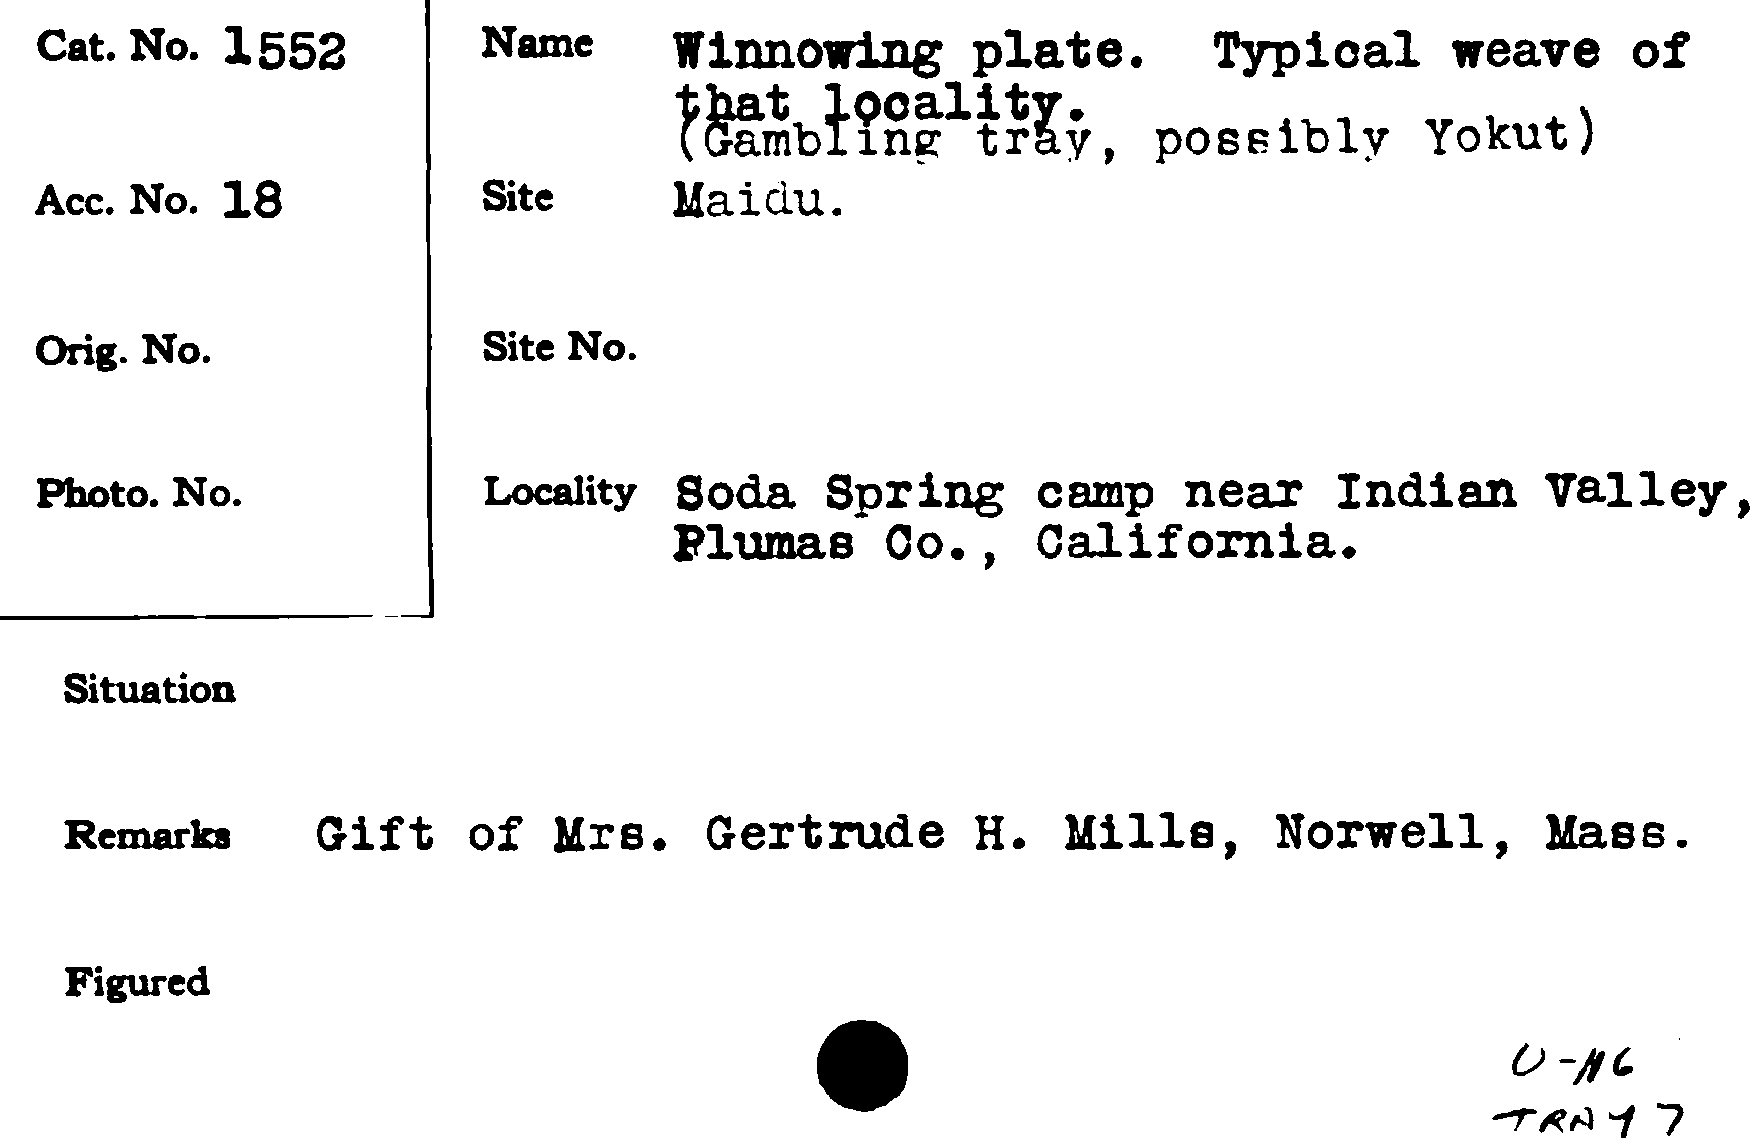 Cat. No. 1552
Name Winnowing plate. Typical weave of
that locality.
(Gambling tray, possibly Yokut)
Acc. No. 18
Site Maidu.
Orig. No.
Site No.
Photo. No.
Locality Soda Spring camp near Indian Valley,
Plumas Co., California.
Situation
Remarks Gift of Mrs. Gertrude H. Mills, Norwell, Mass.
Figured
TRAY 7